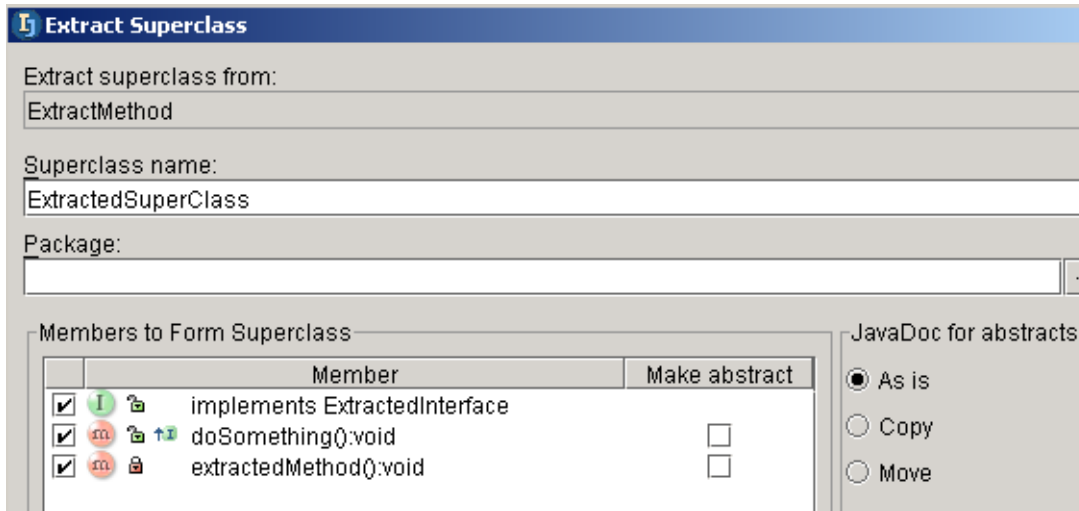 Extract Superclass
Extract superclass from:
ExtractMethod
Superclass name:
ExtractedSuperClass
Package:
Members to Form Superclass
JavaDoc for abstracts
Member Make abstract
implements ExtractedInterface
doSomething():void
extractedMethod():void
As is
Copy
Move